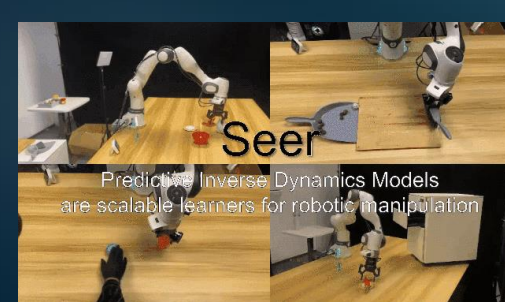 Seer
Predictive Inverse Dynamics Models
are scalable learners for robotic manipulation